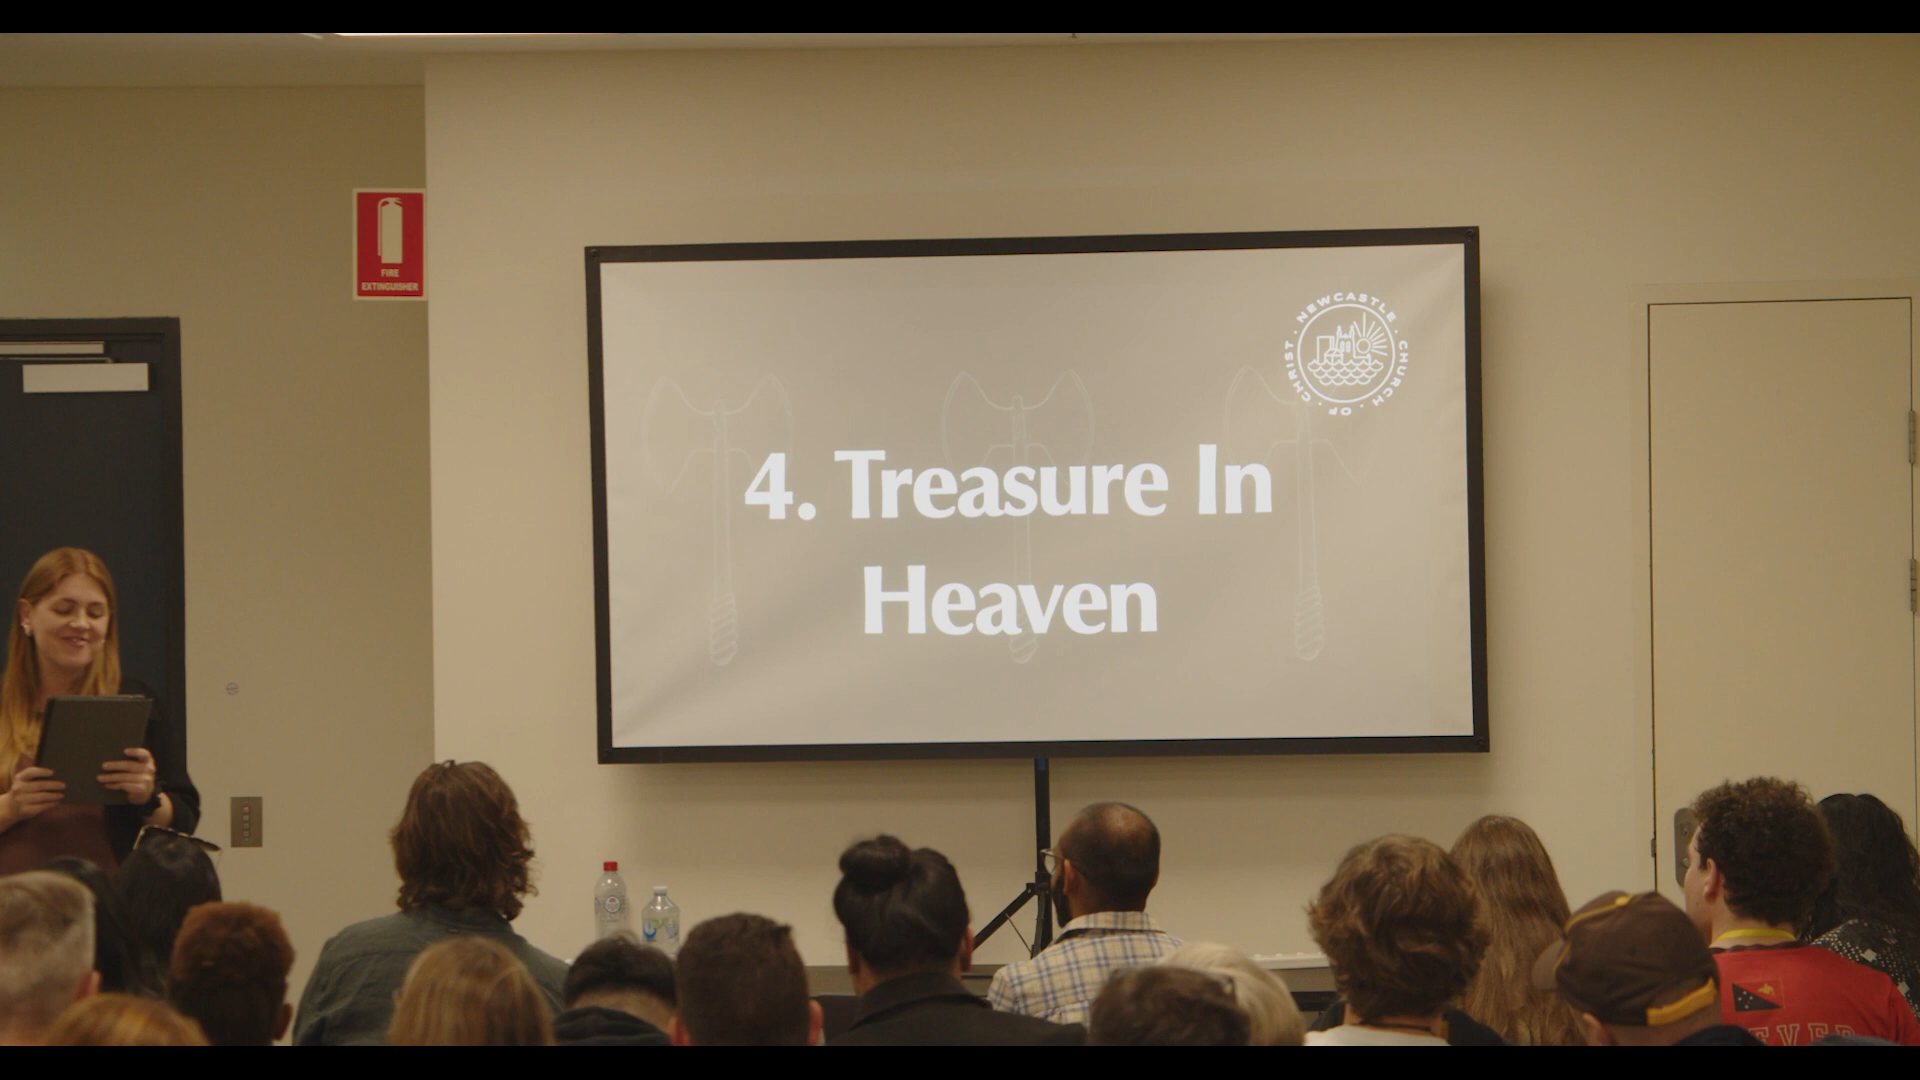 FIRE
EXTINGUISHER
NEWCASTLE · CHURCH · OF · CHRIST ·
4. Treasure In
Heaven